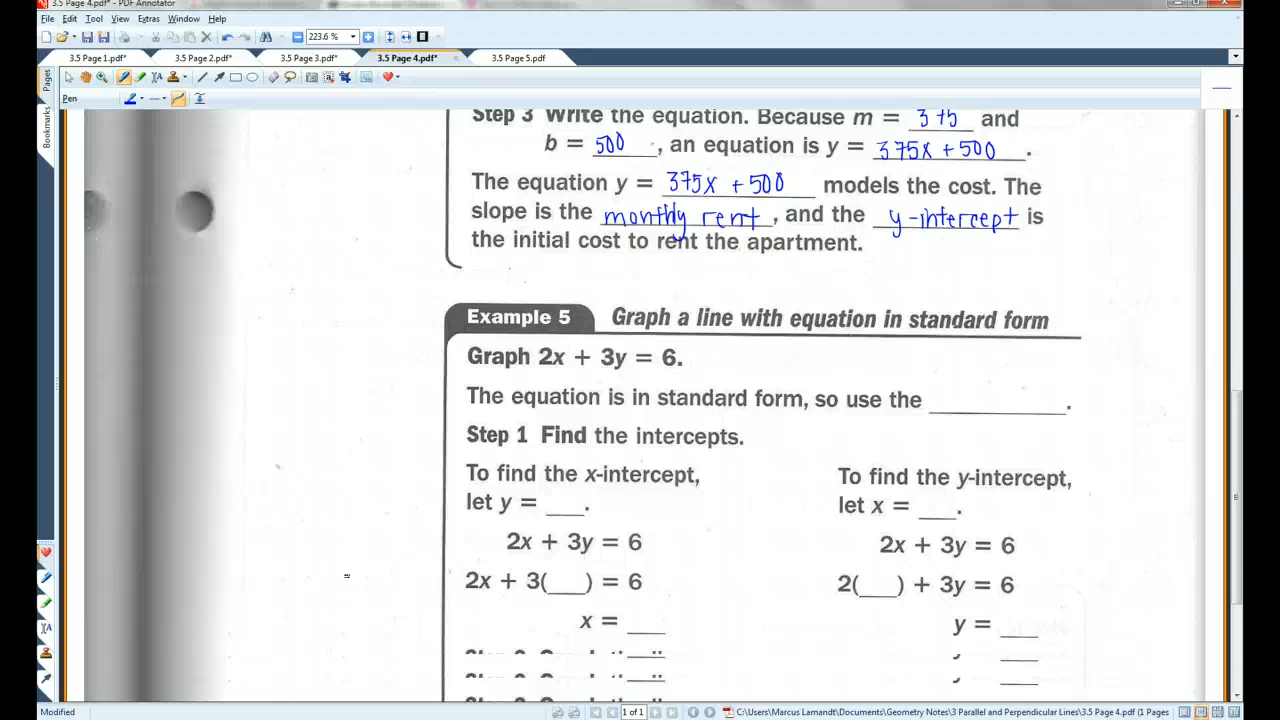 3.5 Page 4.pdf* - PDF Annotator
File Edit Tool View Extras Window Help
223.6 %
3.5 Page 1.pdf* 3.5 Page 2.pdf* 3.5 Page 3.pdf* 3.5 Page 4.pdf* 3.5 Page 5.pdf
Pen
Pages
Bookmarks
Step 3 Write the equation. Because m = 375 and
b = 500, an equation is y = 375x + 500.
The equation y = 375x + 500 models the cost. The
slope is the monthly rent, and the y-intercept is
the initial cost to rent the apartment.
Example 5 Graph a line with equation in standard form
Graph 2x + 3y = 6.
The equation is in standard form, so use the ____________.
Step 1 Find the intercepts.
To find the x-intercept,
let y = ___.
2x + 3y = 6
2x + 3(___) = 6
x = ___
To find the y-intercept,
let x = ___.
2x + 3y = 6
2(___) + 3y = 6
y = ___
Modified
1 of 1
C:\Users\Marcus Lamandt\Documents\Geometry Notes\3 Parallel and Perpendicular Lines\3.5 Page 4.pdf (1 Pages